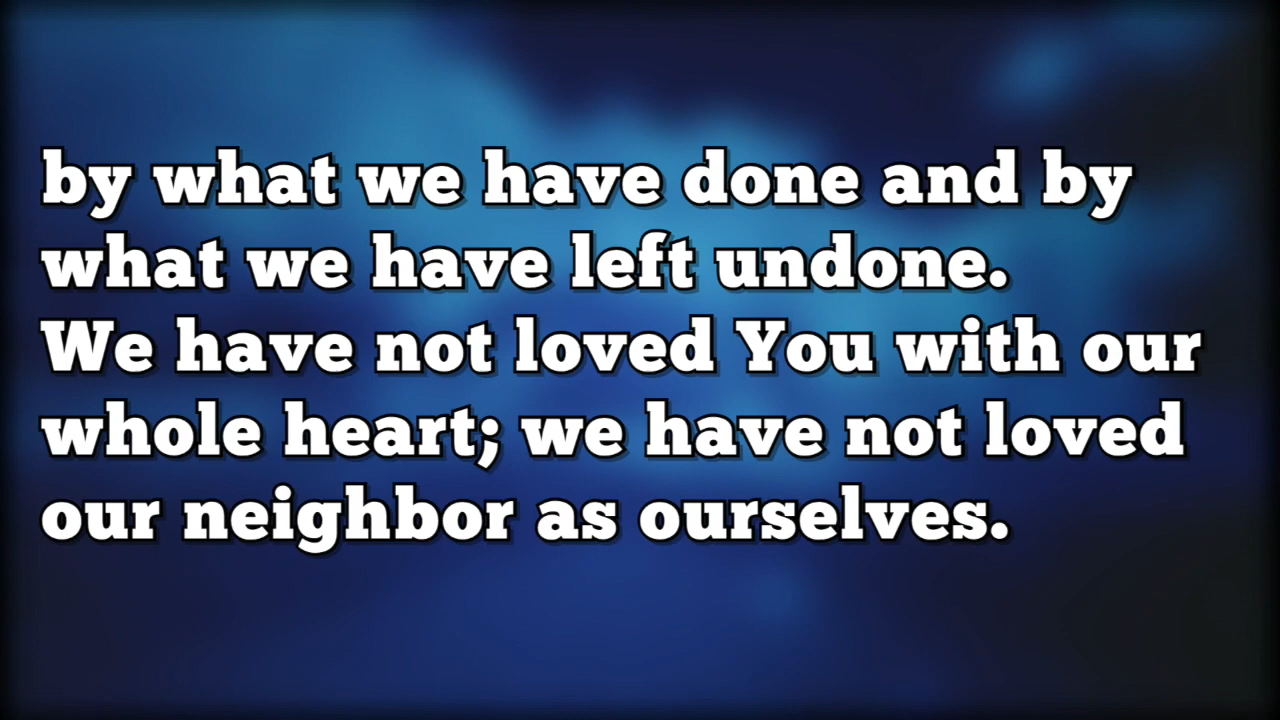 by what we have done and by
what we have left undone.
We have not loved You with our
whole heart; we have not loved
our neighbor as ourselves.